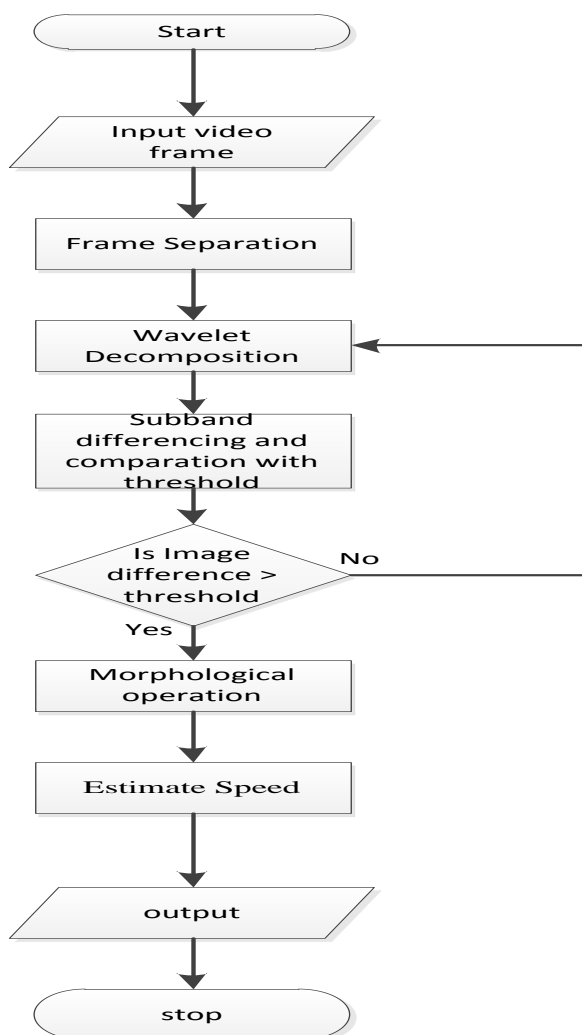 Start
Input video
frame
Frame Separation
Wavelet
Decomposition
Subband
differencing and
comparation with
threshold
Is Image
difference >
threshold
No
Yes
Morphological
operation
Estimate Speed
output
stop